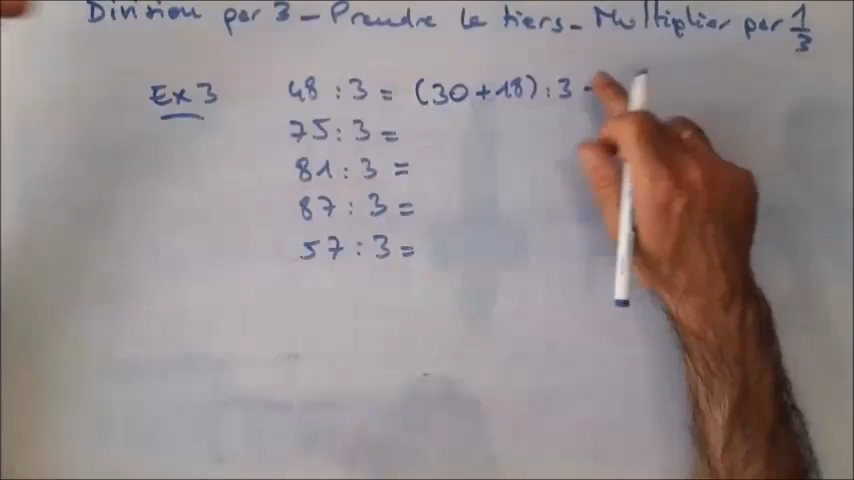 Division par 3 - Prendre le tiers - Multiplier par 1/3
Ex 3 48 : 3 = (30 + 18) : 3 =
75 : 3 =
81 : 3 =
87 : 3 =
57 : 3 =